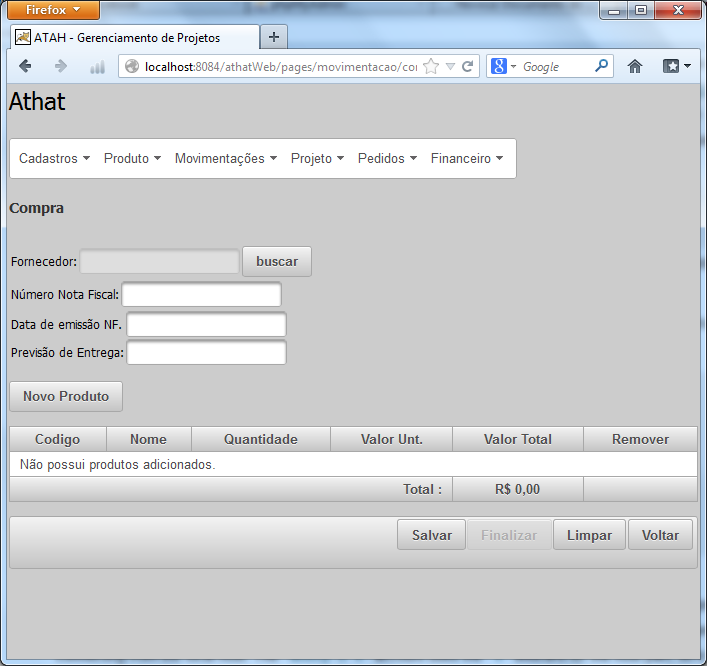 Firefox
ATAH - Gerenciamento de Projetos
localhost:8084/athatWeb/pages/movimentacao/co
Google
Athat
Cadastros Produto Movimentações Projeto Pedidos Financeiro
Compra
Fornecedor: buscar
Número Nota Fiscal:
Data de emissão NF.
Previsão de Entrega:
Novo Produto
Codigo Nome Quantidade Valor Unt. Valor Total Remover
Não possui produtos adicionados.
Total : R$ 0,00
Salvar Finalizar Limpar Voltar